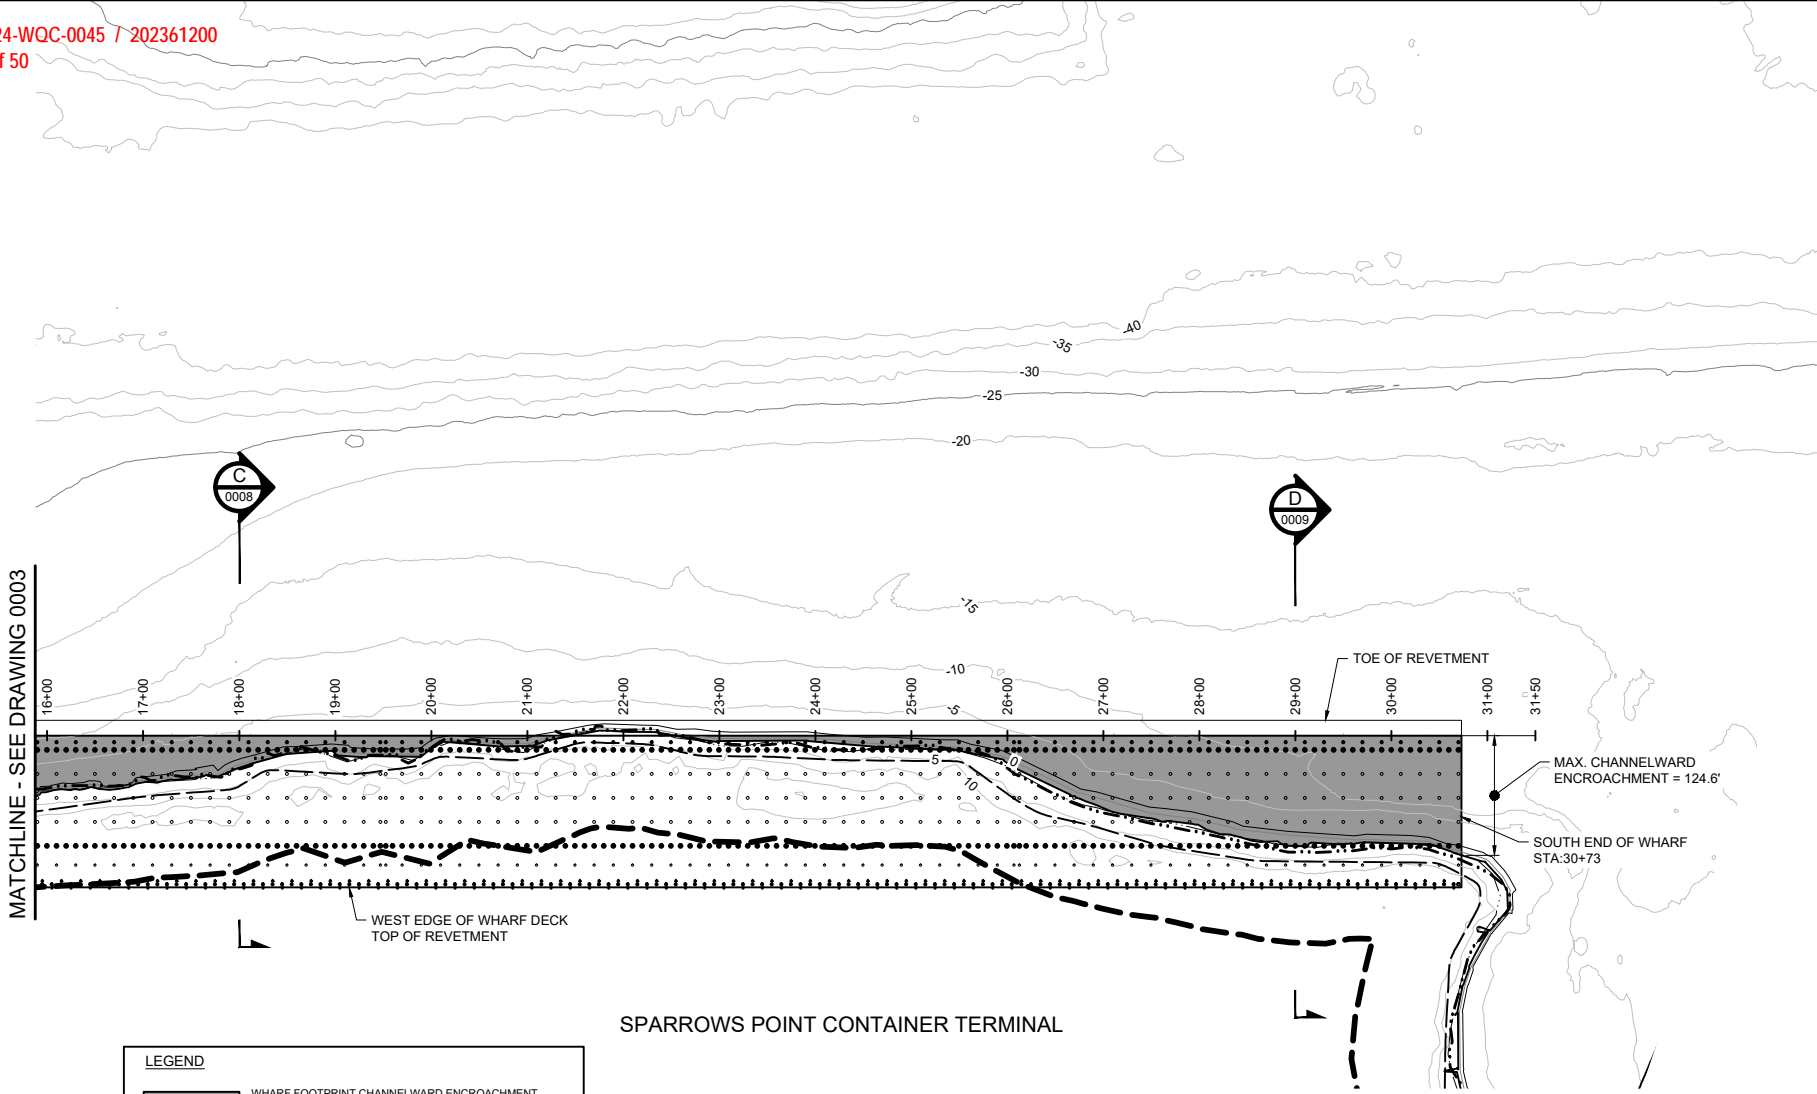 24-WQC-0045 / 202361200
f 50
-40
-35
-30
-25
-20
C
0008
D
0009
-15
-10
-5
TOE OF REVETMENT
MATCHLINE - SEE DRAWING 0003
16+00
17+00
18+00
19+00
20+00
21+00
22+00
23+00
24+00
25+00
26+00
27+00
28+00
29+00
30+00
31+00
31+50
5
0
10
MAX. CHANNELWARD
ENCROACHMENT = 124.6'
SOUTH END OF WHARF
STA:30+73
WEST EDGE OF WHARF DECK
TOP OF REVETMENT
SPARROWS POINT CONTAINER TERMINAL
LEGEND
WHARF FOOTPRINT CHANNELWARD ENCROACHMENT